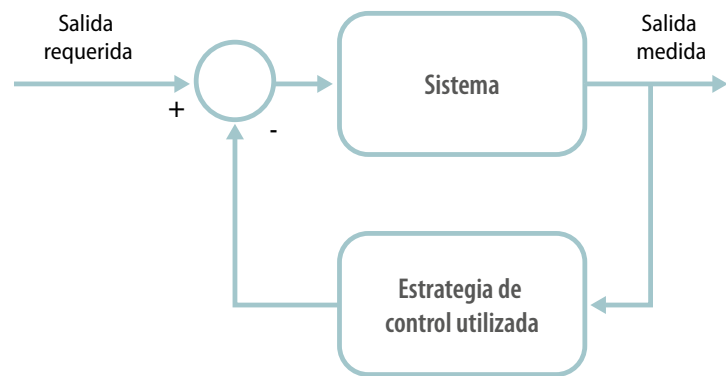 Salida
requerida
Salida
medida
Sistema
+
-
Estrategia de
control utilizada